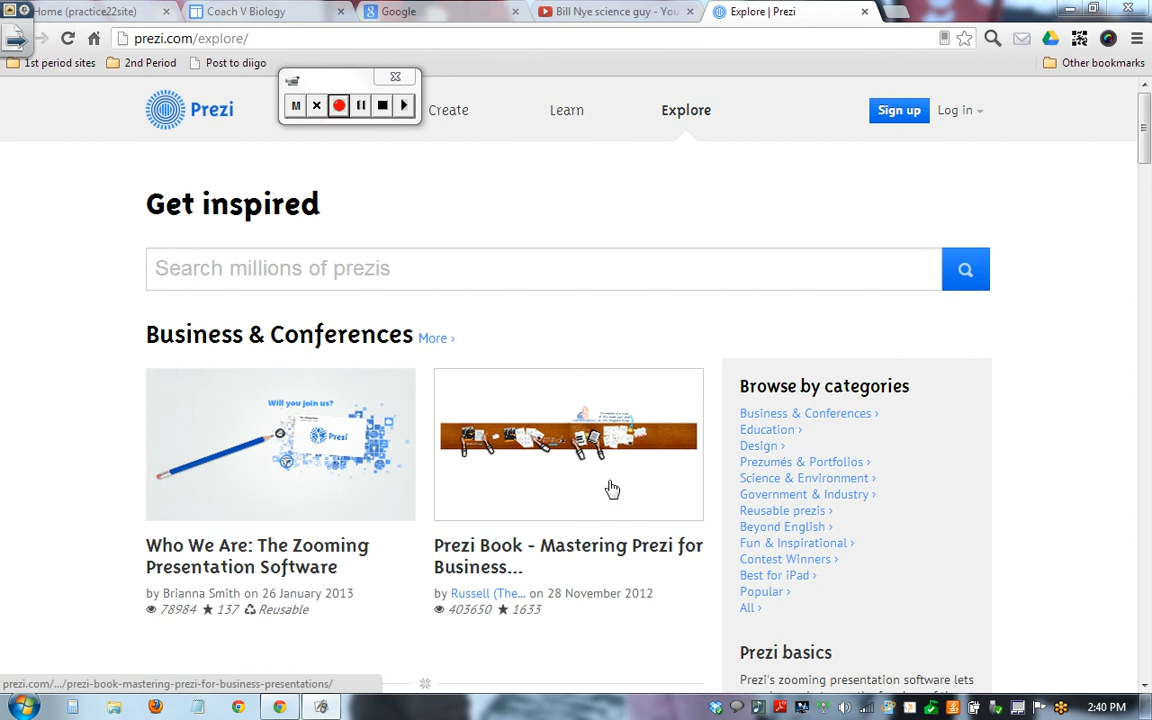 Home (practice22site)
Coach V Biology
Google
Bill Nye science guy - You
Explore | Prezi
prezi.com/explore/
1st period sites
2nd Period
Post to diigo
Other bookmarks
M
Prezi
Create
Learn
Explore
Sign up
Log in
Get inspired
Search millions of prezis
Business & Conferences More ›
Will you join us?
Prezi
Who We Are: The Zooming
Presentation Software
by Brianna Smith on 26 January 2013
78984 137 Reusable
Prezi Book - Mastering Prezi for
Business...
by Russell (The... on 28 November 2012
403650 1633
Browse by categories
Business & Conferences ›
Education ›
Design ›
Prezumés & Portfolios ›
Science & Environment ›
Government & Industry ›
Reusable prezis ›
Beyond English ›
Fun & Inspirational ›
Contest Winners ›
Best for iPad ›
Popular ›
All ›
Prezi basics
Prezi's zooming presentation software lets
prezi.com/.../prezi-book-mastering-prezi-for-business-presentations/
2:40 PM